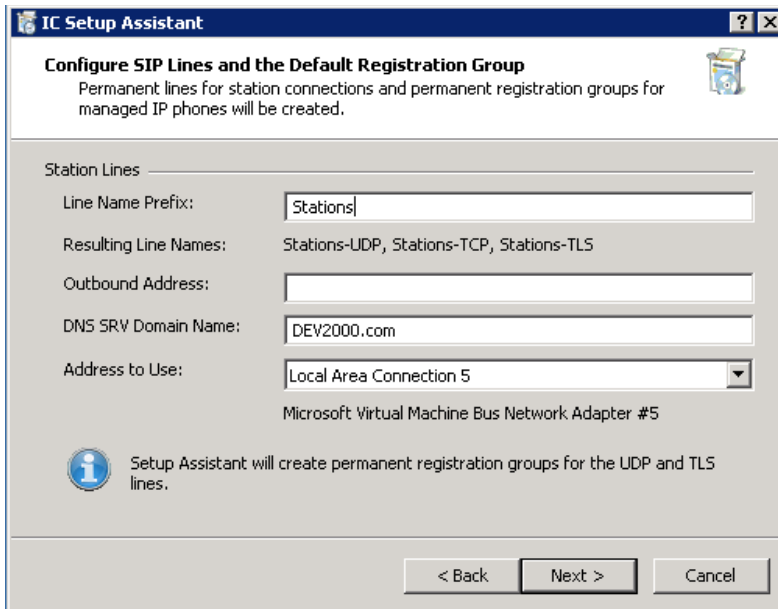 IC Setup Assistant
Configure SIP Lines and the Default Registration Group
Permanent lines for station connections and permanent registration groups for
managed IP phones will be created.
Station Lines
Line Name Prefix: Stations
Resulting Line Names: Stations-UDP, Stations-TCP, Stations-TLS
Outbound Address:
DNS SRV Domain Name: DEV2000.com
Address to Use: Local Area Connection 5
Microsoft Virtual Machine Bus Network Adapter #5
Setup Assistant will create permanent registration groups for the UDP and TLS
lines.
< Back Next > Cancel